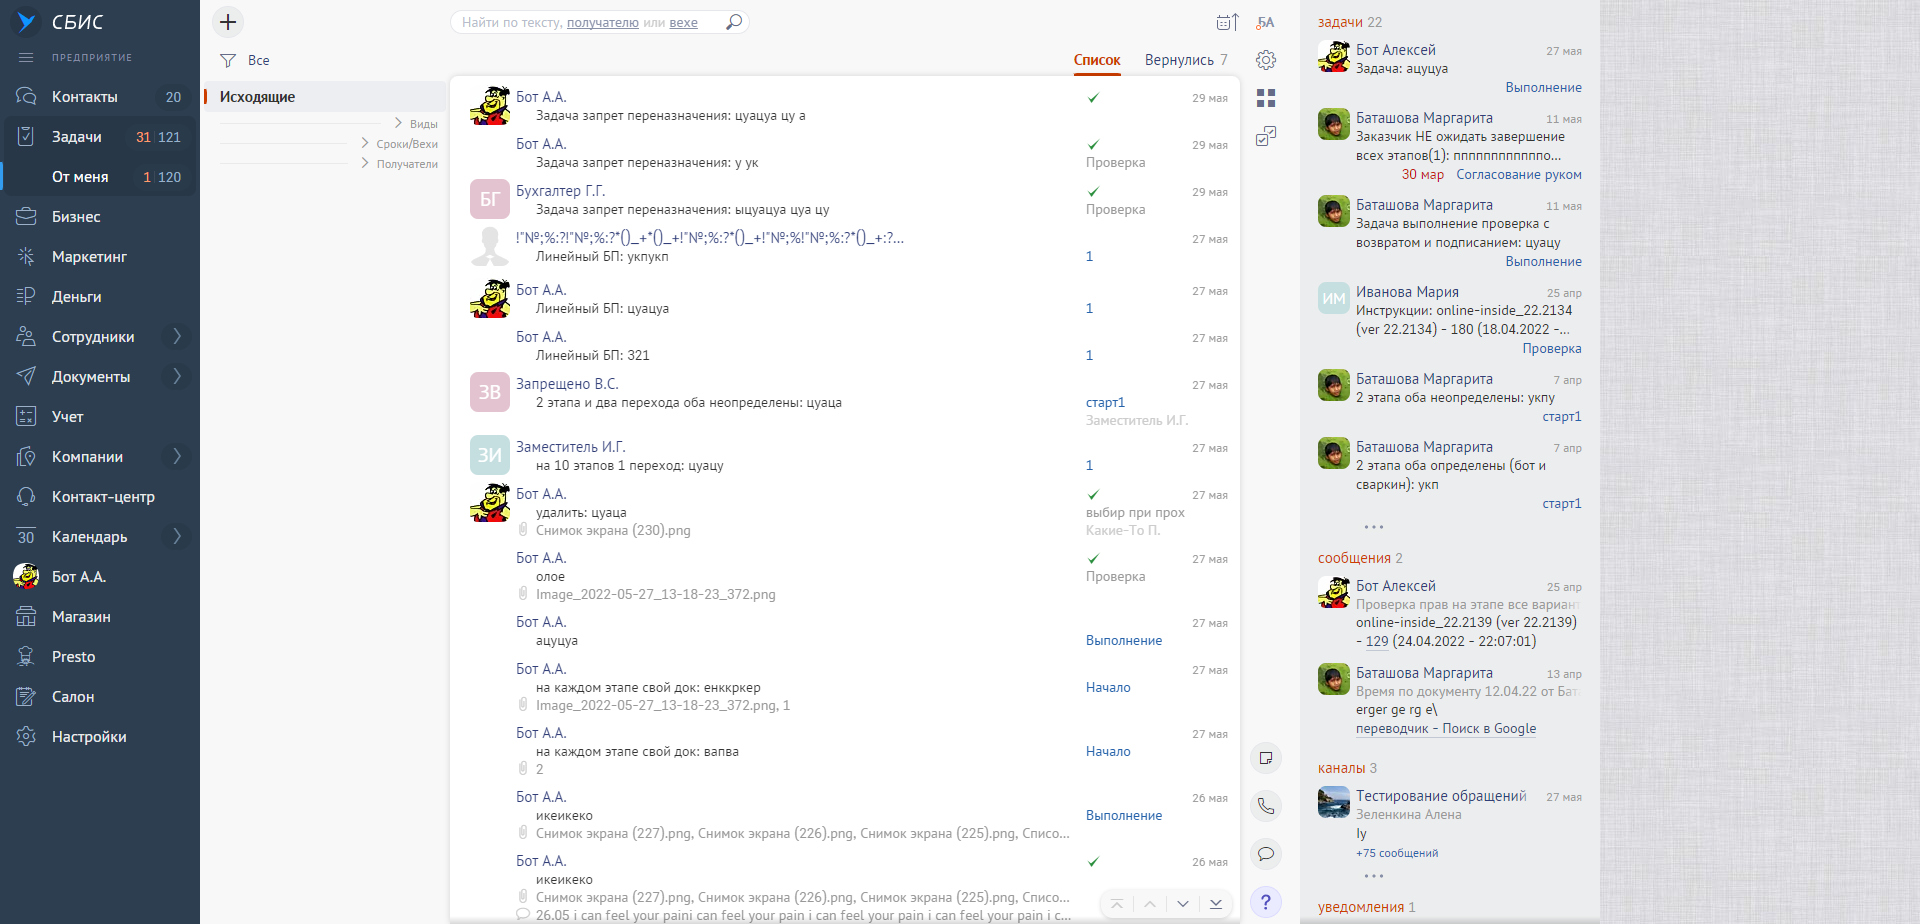 СБИС
ПРЕДПРИЯТИЕ
Контакты 20
Задачи 31 121
От меня 1 120
Бизнес
Маркетинг
Деньги
Сотрудники
Документы
Учет
Компании
Контакт-центр
30 Календарь
Бот А.А.
Магазин
Presto
Салон
Настройки
Все
Исходящие
Виды
Сроки/Вехи
Получатели
Найти по тексту, получателю или вехе
Список Вернулись 7
Бот А.А. 29 мая
Задача запрет переназначения: цуацуа цу а
Бот А.А. 29 мая
Задача запрет переназначения: у ук Проверка
БГ
Бухгалтер Г.Г. 29 мая
Задача запрет переназначения: ыцуацуа цуа цу Проверка
!"№;%:?!"№;%:?*()_+*()_+!"№;%:?*()_+!"№;%!"№;%:?*()_+:?... 27 мая
Линейный БП: укпукп 1
Бот А.А. 27 мая
Линейный БП: цуацуа 1
Бот А.А. 27 мая
Линейный БП: 321 1
ЗВ
Запрещено В.С. 27 мая
2 этапа и два перехода оба неопределены: цуаца старт1
Заместитель И.Г.
ЗИ
Заместитель И.Г. 27 мая
на 10 этапов 1 переход: цуацу 1
Бот А.А. 27 мая
удалить: цуаца выбир при прох
Снимок экрана (230).png Какие-То П.
Бот А.А. 27 мая
олое Проверка
Image_2022-05-27_13-18-23_372.png
Бот А.А. 27 мая
ацуцуа Выполнение
Бот А.А. 27 мая
на каждом этапе свой док: енккркер Начало
Image_2022-05-27_13-18-23_372.png, 1
Бот А.А. 27 мая
на каждом этапе свой док: вапва Начало
2
Бот А.А. 26 мая
икеикеко Выполнение
Снимок экрана (227).png, Снимок экрана (226).png, Снимок экрана (225).png, Списо...
Бот А.А. 26 мая
икеикеко
Снимок экрана (227).png, Снимок экрана (226).png, Снимок экрана (225).png, Списо...
26.05 i can feel your paini can feel your pain i can feel your pain i can feel your pain i c...
БА
?
задачи 22
Бот Алексей 27 мая
Задача: ацуцуа
Выполнение
Баташова Маргарита 11 мая
Заказчик НЕ ожидать завершение
всех этапов(1): ппппппппппппо...
30 мар Согласование руком
Баташова Маргарита 11 мая
Задача выполнение проверка с
возвратом и подписанием: цуацу
Выполнение
ИМ
Иванова Мария 25 апр
Инструкции: online-inside_22.2134
(ver 22.2134) - 180 (18.04.2022 -...
Проверка
Баташова Маргарита 7 апр
2 этапа оба неопределены: укпу
старт1
Баташова Маргарита 7 апр
2 этапа оба определены (бот и
сваркин): укп
старт1
сообщения 2
Бот Алексей 25 апр
Проверка прав на этапе все вариант
online-inside_22.2139 (ver 22.2139)
- 129 (24.04.2022 - 22:07:01)
Баташова Маргарита 13 апр
Время по документу 12.04.22 от Бата
erger ge rg e\
переводчик - Поиск в Google
каналы 3
Тестирование обращений 27 мая
Зеленкина Алена
ly
+75 сообщений
уведомления 1